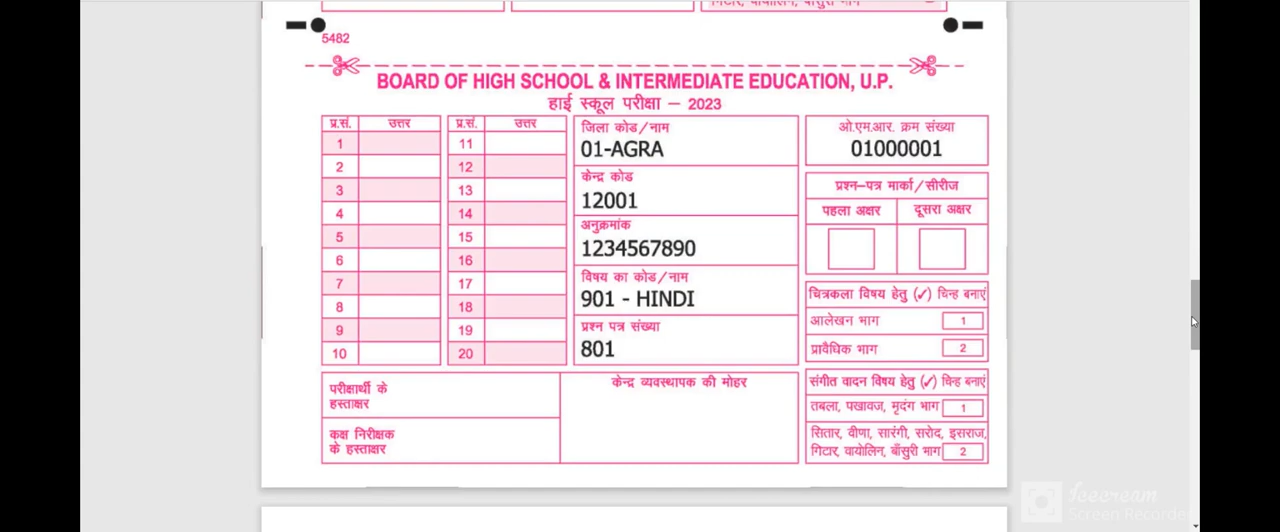 गिटार, वायोलिन, बाँसुरी भाग
5482
BOARD OF HIGH SCHOOL & INTERMEDIATE EDUCATION, U.P.
हाई स्कूल परीक्षा – 2023
प्र.सं. उत्तर
1
2
3
4
5
6
7
8
9
10
प्र.सं. उत्तर
11
12
13
14
15
16
17
18
19
20
जिला कोड/नाम
01-AGRA
केन्द्र कोड
12001
अनुक्रमांक
1234567890
विषय का कोड/नाम
901 - HINDI
प्रश्न पत्र संख्या
801
ओ.एम.आर. क्रम संख्या
01000001
प्रश्न–पत्र मार्का/सीरीज
पहला अक्षर दूसरा अक्षर
चित्रकला विषय हेतु (✓) चिन्ह बनाएं
आलेखन भाग 1
प्रावैधिक भाग 2
परीक्षार्थी के
हस्ताक्षर
कक्ष निरीक्षक
के हस्ताक्षर
केन्द्र व्यवस्थापक की मोहर
संगीत वादन विषय हेतु (✓) चिन्ह बनाएं
तबला, पखावज, मृदंग भाग 1
सितार, वीणा, सारंगी, सरोद, इसराज,
गिटार, वायोलिन, बाँसुरी भाग 2
Icecream
Screen Recorder